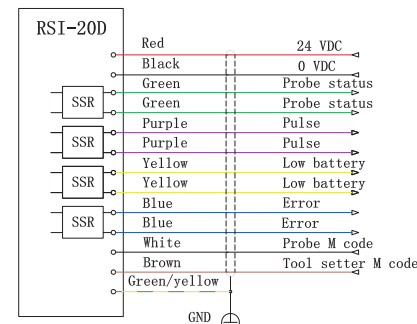 RSI-20D
Red 24 VDC
Black 0 VDC
Green Probe status
SSR
Green Probe status
Purple Pulse
SSR
Purple Pulse
Yellow Low battery
SSR
Yellow Low battery
Blue Error
SSR
Blue Error
White Probe M code
Brown Tool setter M code
Green/yellow
GND